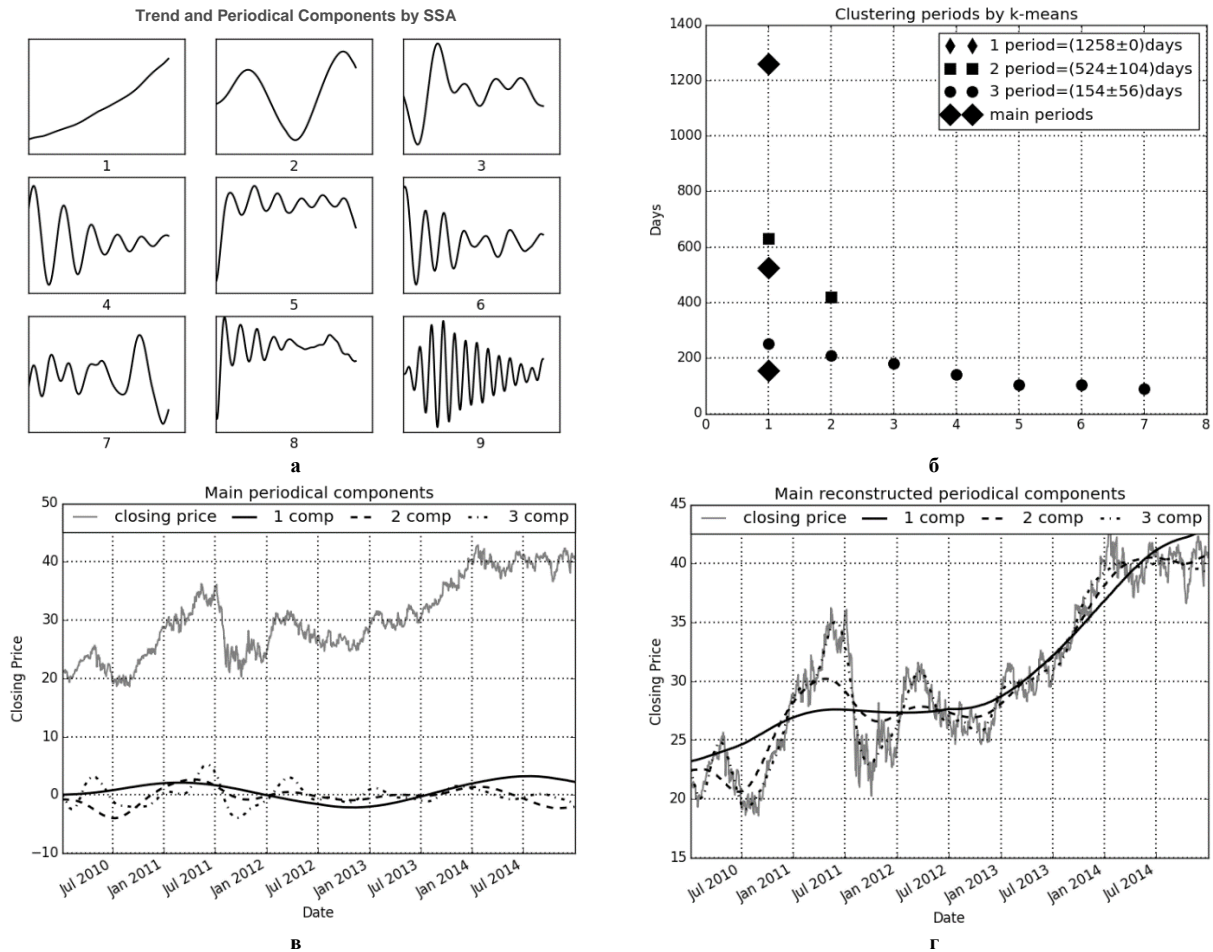 Trend and Periodical Components by SSA
1
2
3
4
5
6
7
8
9
а
Clustering periods by k-means
1 period=(1258±0)days
2 period=(524±104)days
3 period=(154±56)days
main periods
Days
1400
1200
1000
800
600
400
200
0
0 1 2 3 4 5 6 7 8
б
Main periodical components
closing price 1 comp 2 comp 3 comp
Closing Price
50
40
30
20
10
0
−10
Jul 2010 Jan 2011 Jul 2011 Jan 2012 Jul 2012 Jan 2013 Jul 2013 Jan 2014 Jul 2014
Date
в
Main reconstructed periodical components
closing price 1 comp 2 comp 3 comp
Closing Price
45
40
35
30
25
20
15
Jul 2010 Jan 2011 Jul 2011 Jan 2012 Jul 2012 Jan 2013 Jul 2013 Jan 2014 Jul 2014
Date
г